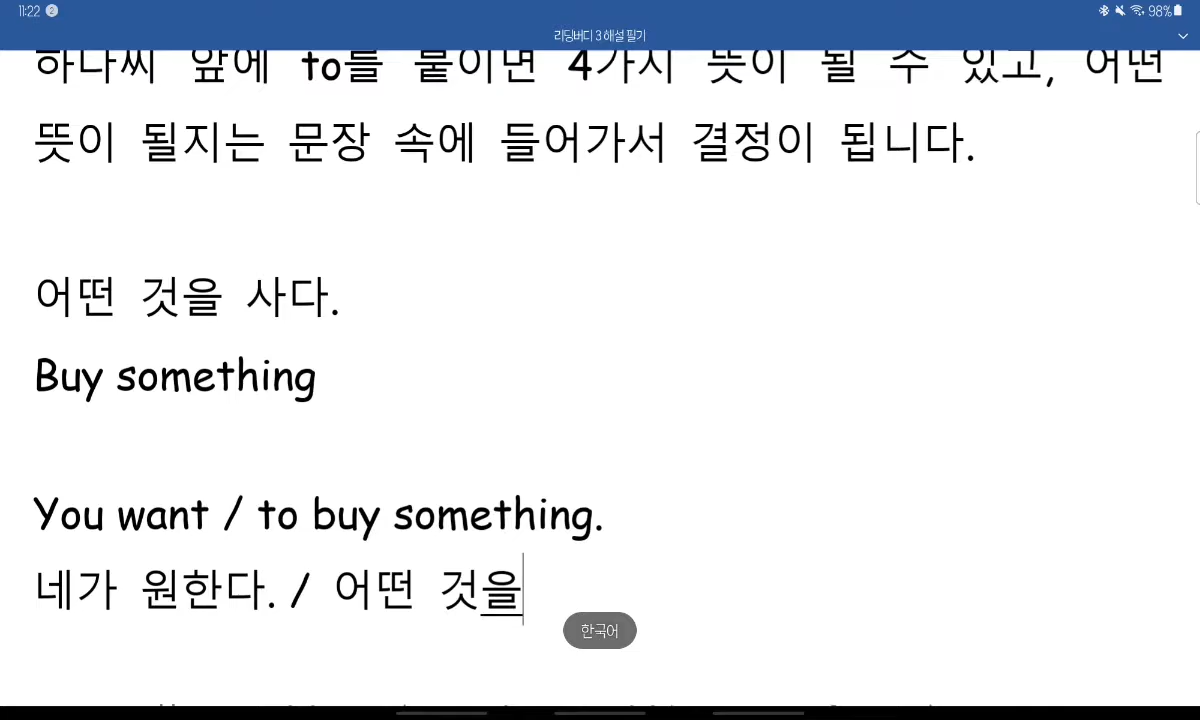 11:22 2 98%
리딩버디 3 해설 필기
하나씩 앞에 to를 붙이면 4가지 뜻이 될 수 있고, 어떤
뜻이 될지는 문장 속에 들어가서 결정이 됩니다.
어떤 것을 사다.
Buy something
You want / to buy something.
네가 원한다. / 어떤 것을
한국어